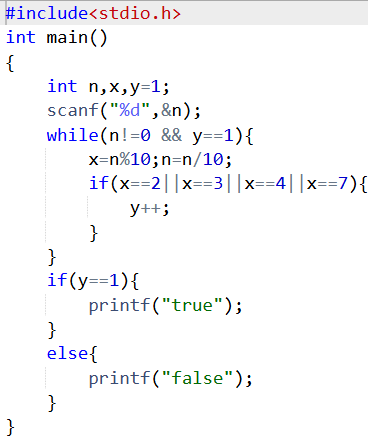 #include<stdio.h>
int main()
{
    int n,x,y=1;
    scanf("%d",&n);
    while(n!=0 && y==1){
        x=n%10;n=n/10;
        if(x==2||x==3||x==4||x==7){
            y++;
        }
    }
    if(y==1){
        printf("true");
    }
    else{
        printf("false");
    }
}